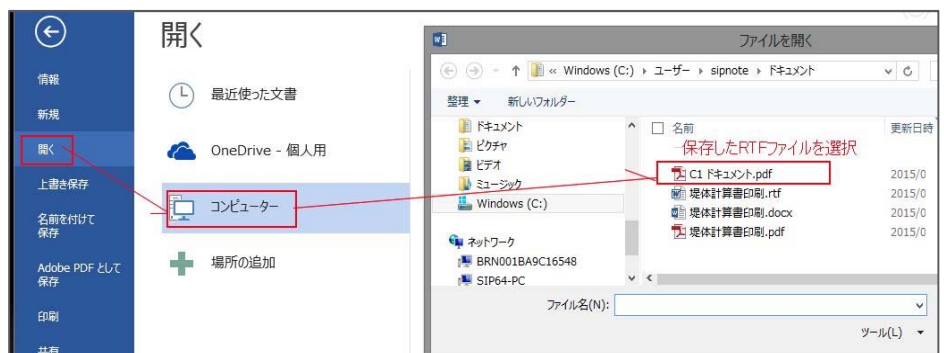 開く
情報
新規
開く
上書き保存
名前を付けて
保存
Adobe PDF として
保存
印刷
共有
最近使った文書
OneDrive - 個人用
コンピューター
場所の追加
ファイルを開く
« Windows (C:) ▸ ユーザー ▸ sipnote ▸ ドキュメント
整理 ▼ 新しいフォルダー
ドキュメント
ピクチャ
ビデオ
ミュージック
Windows (C:)
ネットワーク
BRN001BA9C16548
SIP64-PC
名前 更新日時
保存したRTFファイルを選択
C1 ドキュメント.pdf 2015/0
堤体計算書印刷.rtf 2015/0
堤体計算書印刷.docx 2015/0
堤体計算書印刷.pdf 2015/0
ファイル名(N):
ツール(L) ▼